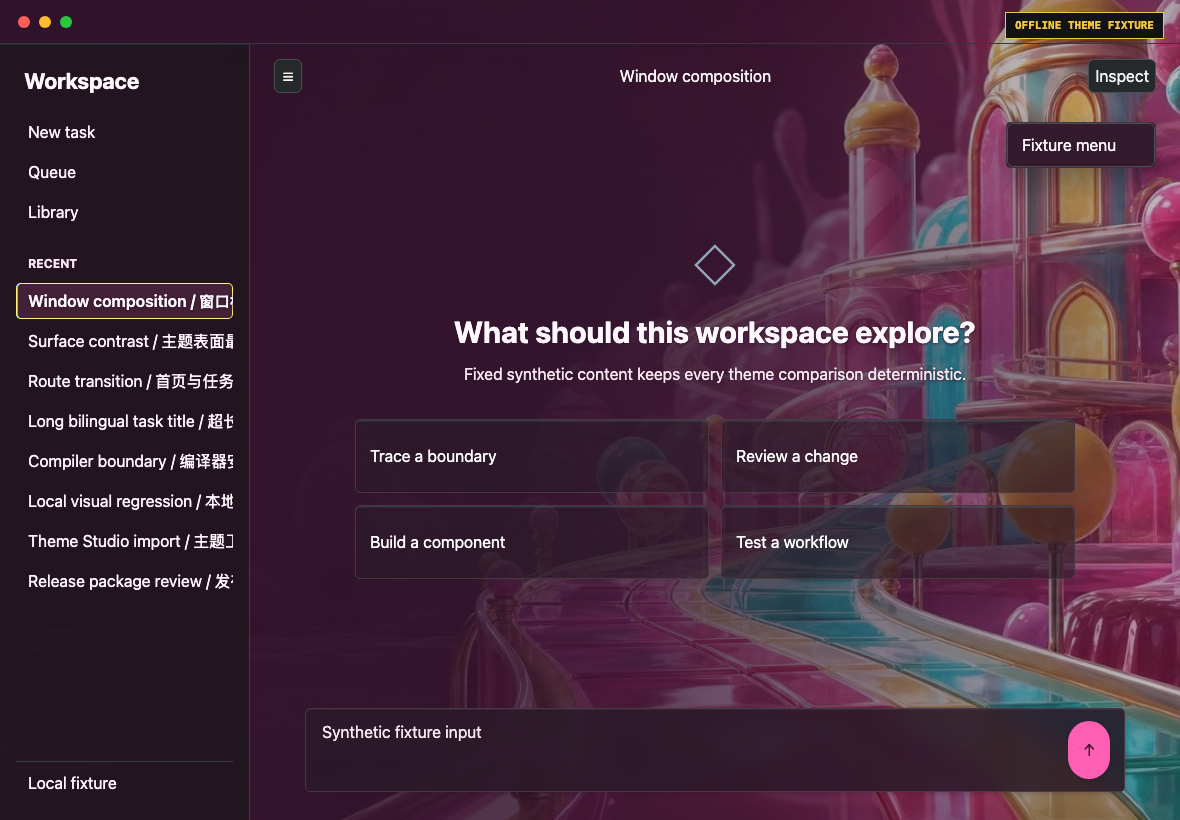 OFFLINE THEME FIXTURE
Workspace
≡
Window composition
Inspect
Fixture menu
New task
Queue
Library
RECENT
Window composition / 窗口
Surface contrast / 主题表面
Route transition / 首页与任务
Long bilingual task title / 超长
Compiler boundary / 编译器
Local visual regression / 本地
Theme Studio import / 主题
Release package review / 发
Local fixture
What should this workspace explore?
Fixed synthetic content keeps every theme comparison deterministic.
Trace a boundary
Review a change
Build a component
Test a workflow
Synthetic fixture input
↑